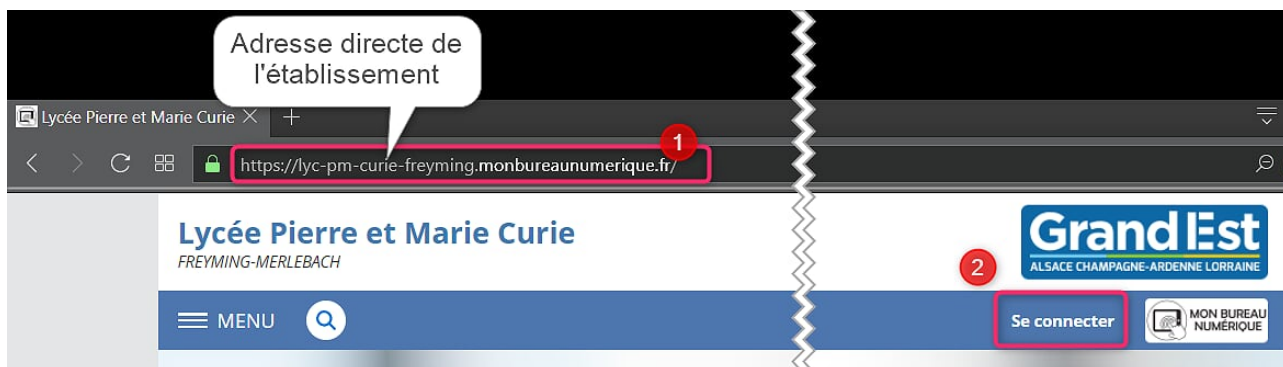 Adresse directe de
l'établissement
Lycée Pierre et Marie Curie
1
https://lyc-pm-curie-freyming.monbureaunumerique.fr/
Lycée Pierre et Marie Curie
FREYMING-MERLEBACH
Grand Est
ALSACE CHAMPAGNE-ARDENNE LORRAINE
2
MENU
Se connecter
MON BUREAU
NUMÉRIQUE